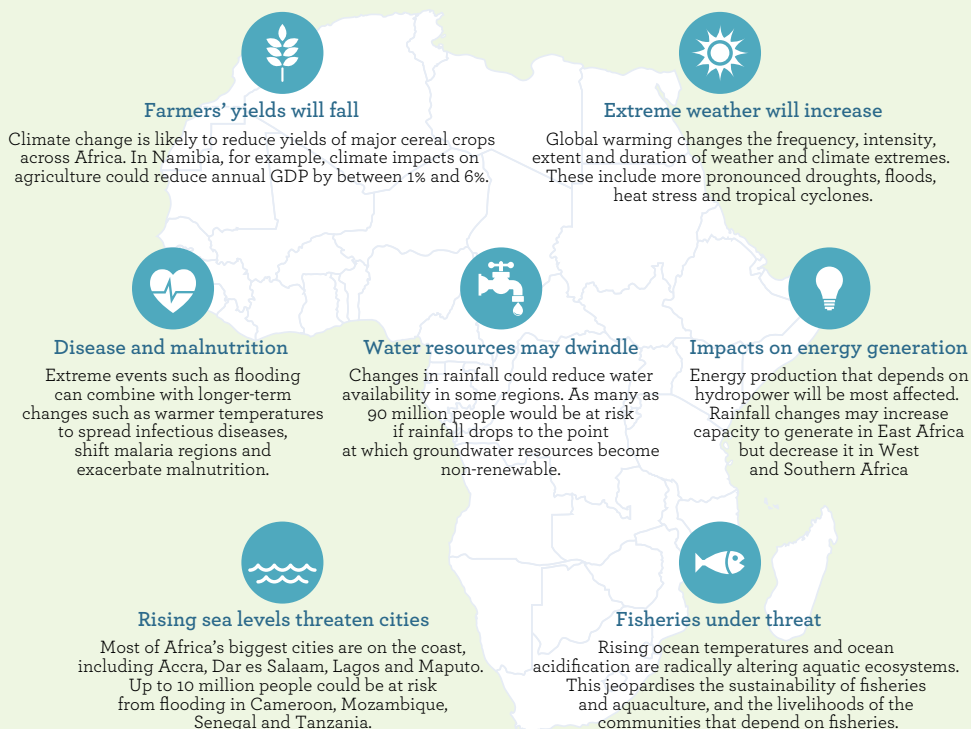 Farmers' yields will fall
Climate change is likely to reduce yields of major cereal crops
across Africa. In Namibia, for example, climate impacts on
agriculture could reduce annual GDP by between 1% and 6%.
Extreme weather will increase
Global warming changes the frequency, intensity,
extent and duration of weather and climate extremes.
These include more pronounced droughts, floods,
heat stress and tropical cyclones.
Disease and malnutrition
Extreme events such as flooding
can combine with longer-term
changes such as warmer temperatures
to spread infectious diseases,
shift malaria regions and
exacerbate malnutrition.
Water resources may dwindle
Changes in rainfall could reduce water
availability in some regions. As many as
90 million people would be at risk
if rainfall drops to the point
at which groundwater resources become
non-renewable.
Impacts on energy generation
Energy production that depends on
hydropower will be most affected.
Rainfall changes may increase
capacity to generate in East Africa
but decrease it in West
and Southern Africa
Rising sea levels threaten cities
Most of Africa's biggest cities are on the coast,
including Accra, Dar es Salaam, Lagos and Maputo.
Up to 10 million people could be at risk
from flooding in Cameroon, Mozambique,
Senegal and Tanzania.
Fisheries under threat
Rising ocean temperatures and ocean
acidification are radically altering aquatic ecosystems.
This jeopardises the sustainability of fisheries
and aquaculture, and the livelihoods of the
communities that depend on fisheries.